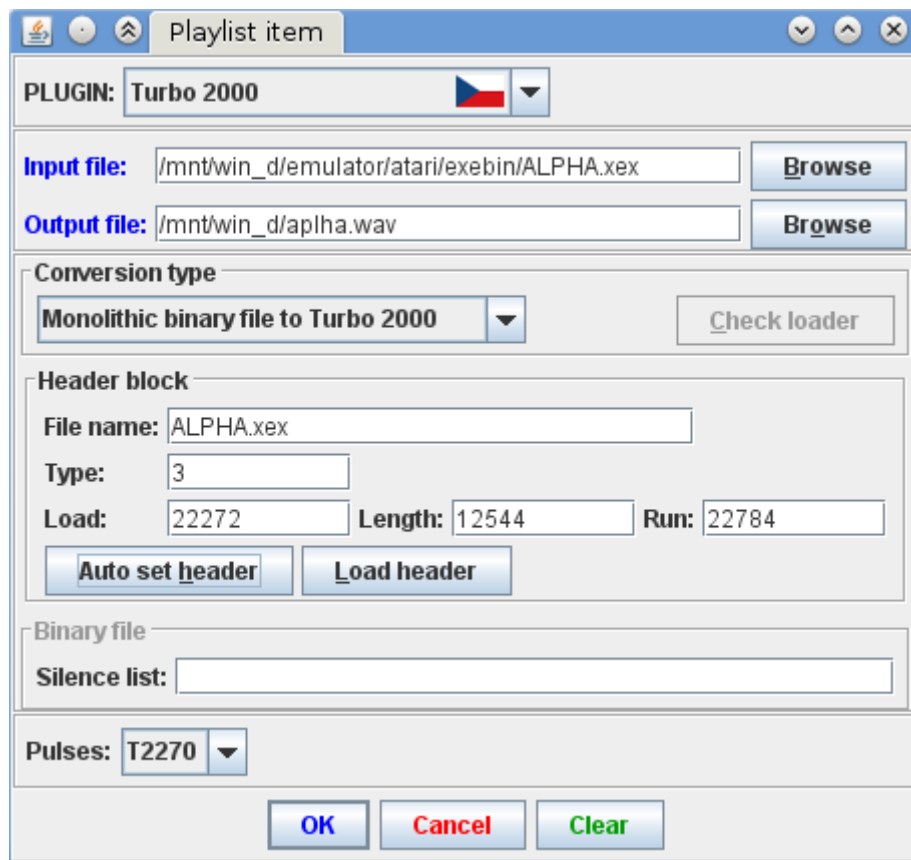 Playlist item
PLUGIN: Turbo 2000
Input file: /mnt/win_d/emulator/atari/exebin/ALPHA.xex Browse
Output file: /mnt/win_d/aplha.wav Browse
Conversion type
Monolithic binary file to Turbo 2000 Check loader
Header block
File name: ALPHA.xex
Type: 3
Load: 22272 Length: 12544 Run: 22784
Auto set header Load header
Binary file
Silence list:
Pulses: T2270
OK Cancel Clear